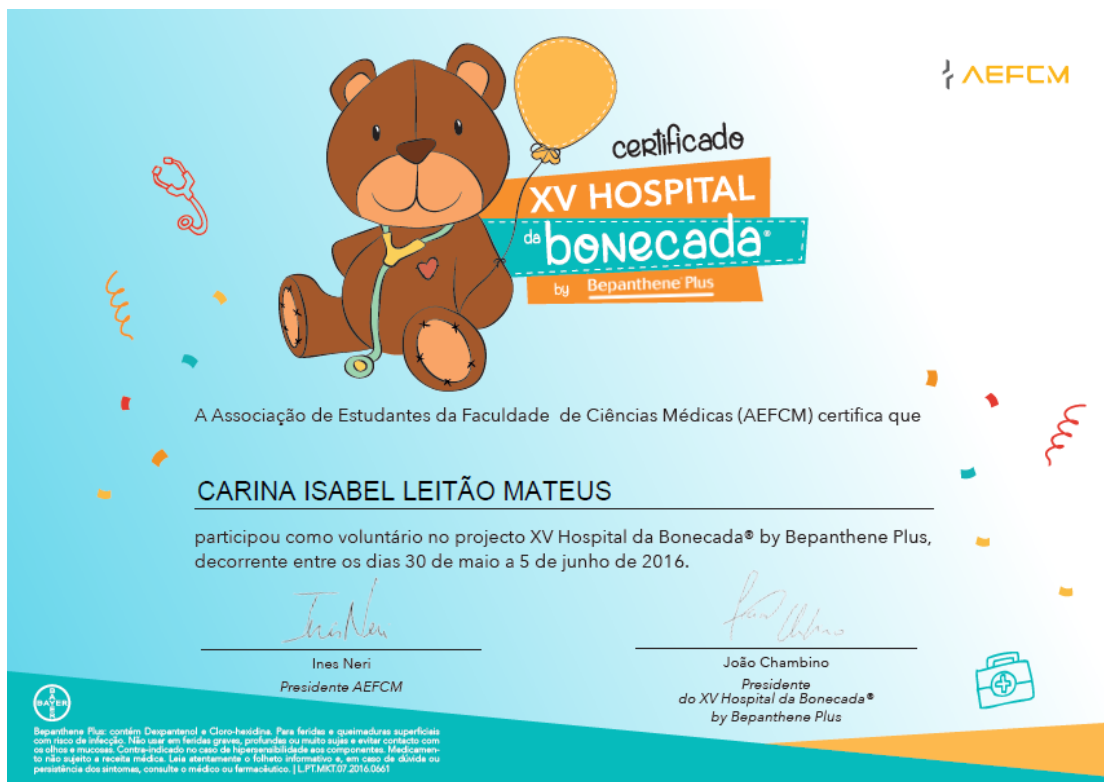 AEFCM
certificado
XV HOSPITAL
da bonecada®
by Bepanthene® Plus
A Associação de Estudantes da Faculdade de Ciências Médicas (AEFCM) certifica que
CARINA ISABEL LEITÃO MATEUS
participou como voluntário no projecto XV Hospital da Bonecada® by Bepanthene Plus,
decorrente entre os dias 30 de maio a 5 de junho de 2016.
Ines Neri
Presidente AEFCM
João Chambino
Presidente
do XV Hospital da Bonecada®
by Bepanthene Plus
BAYER
Bepanthene Plus: contém Dexpantenol e Cloro-hexidina. Para feridas e queimaduras superficiais
com risco de infecção. Não usar em feridas graves, profundas ou muito sujas e evitar contacto com
os olhos e mucosas. Contra-indicado no caso de hipersensibilidade aos componentes. Medicamen-
to não sujeito a receita médica. Leia atentamente o folheto informativo e, em caso de dúvida ou
persistência dos sintomas, consulte o médico ou farmacêutico. | L.PT.MKT.07.2016.0661